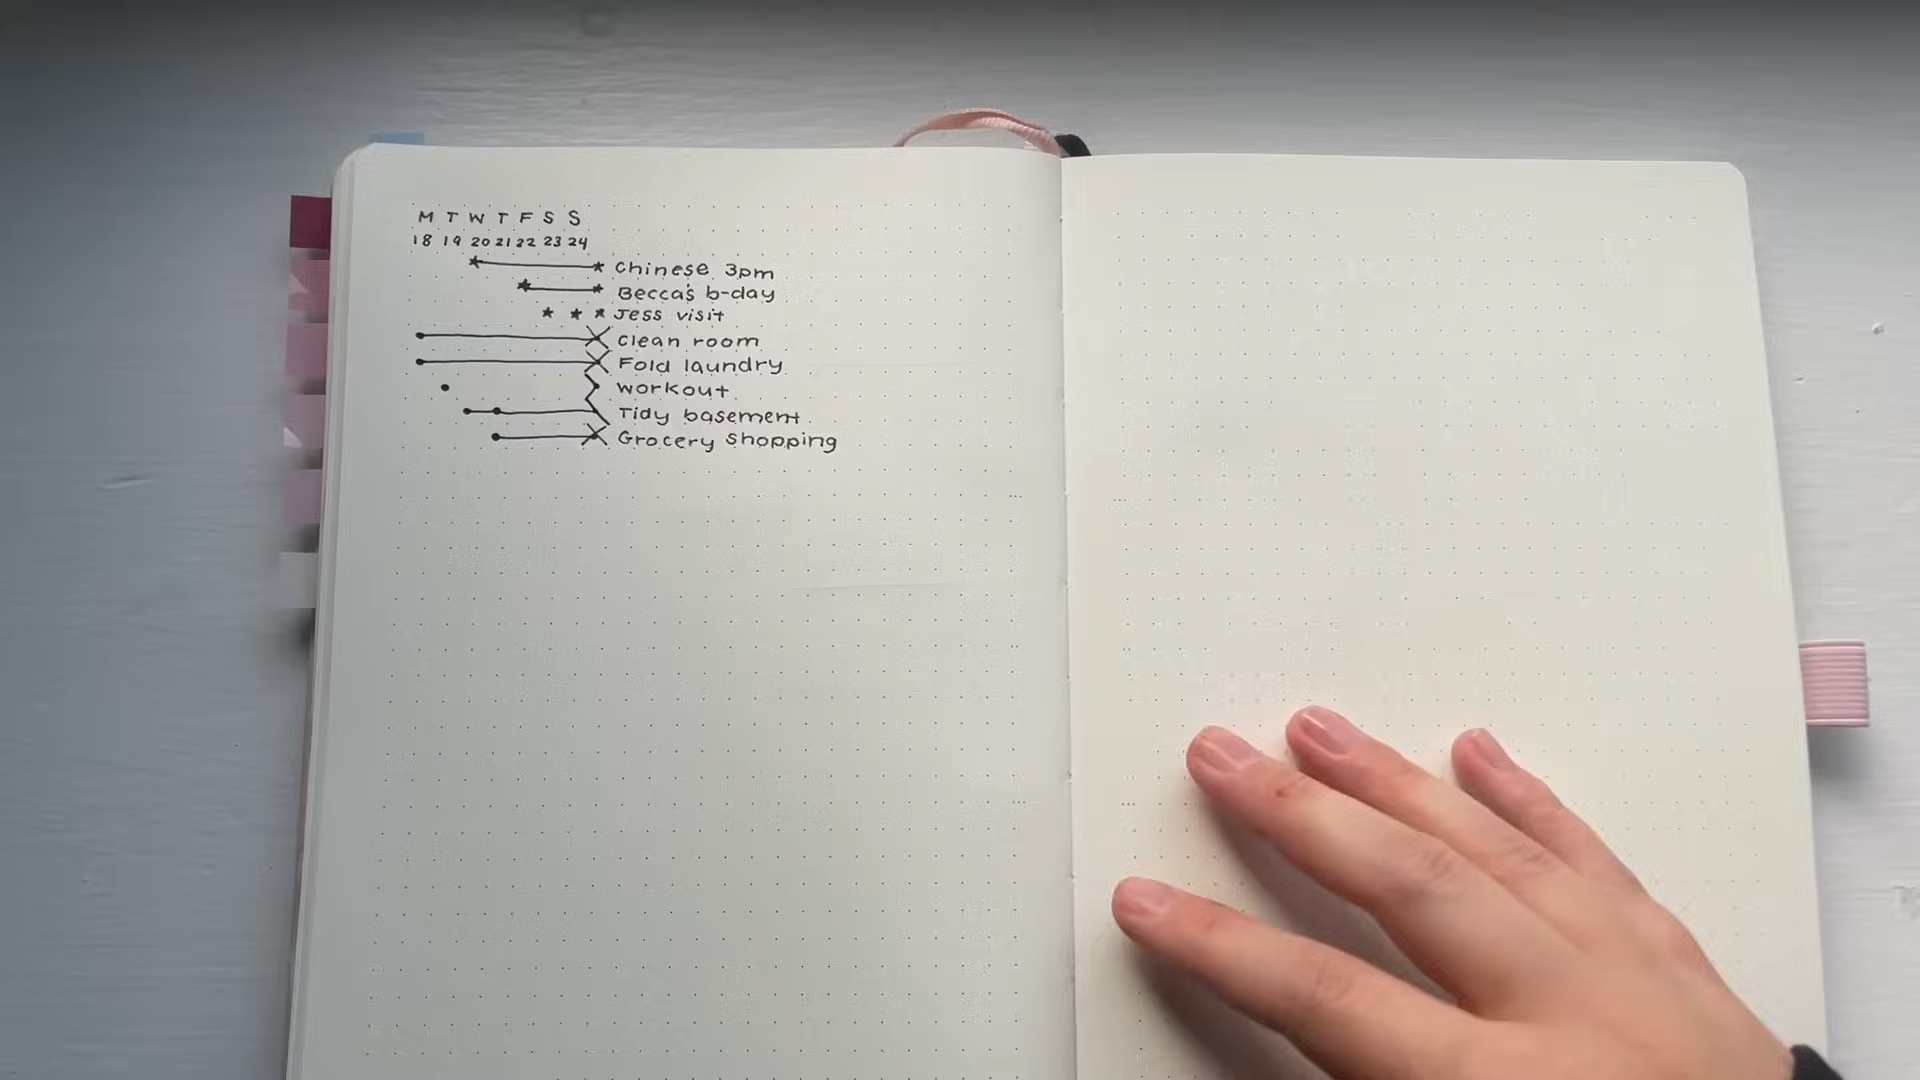 M T W T F S S
18 19 20 21 22 23 24
Chinese 3pm
Becca's b-day
Jess visit
Clean room
Fold laundry
Workout
Tidy basement
Grocery shopping